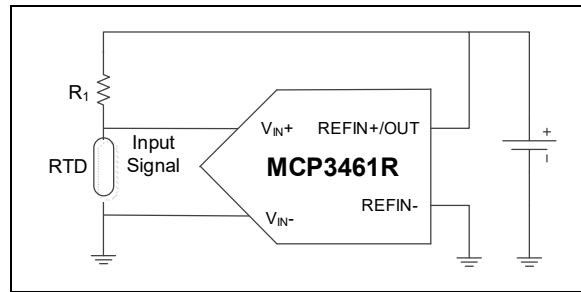 R1
RTD
Input
Signal
VIN+
VIN-
REFIN+/OUT
MCP3461R
REFIN-
+
-